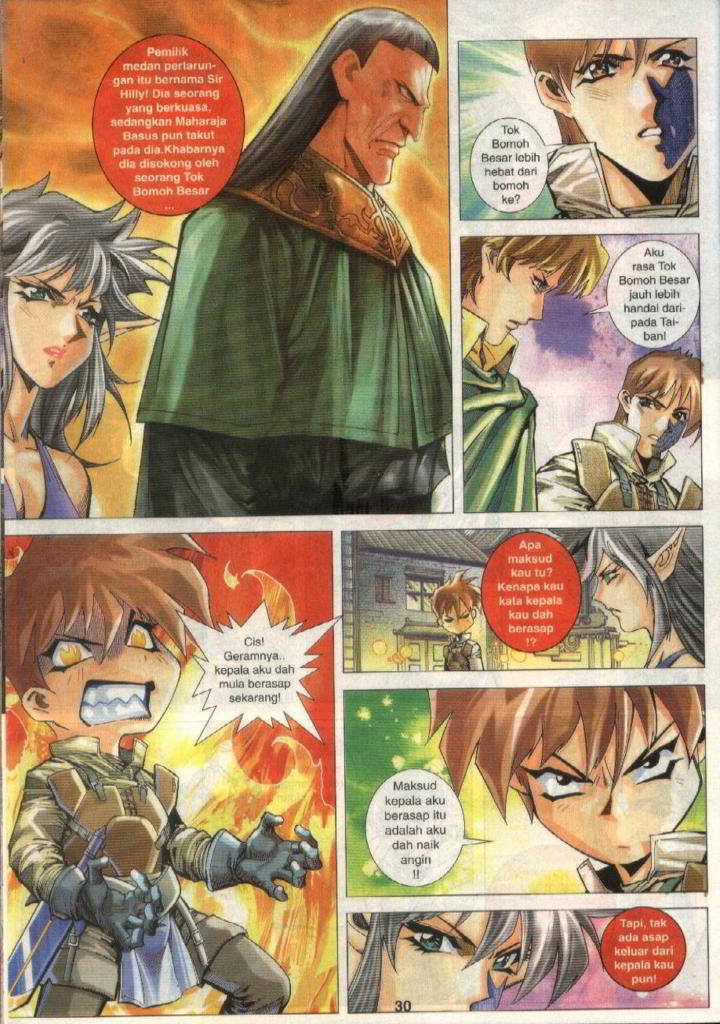 Pemilik
medan pertarun-
gan itu bernama Sir
Hilly! Dia seorang
yang berkuasa,
sedangkan Maharaja
Basus pun takut
pada dia.Khabarnya
dia disokong oleh
seorang Tok
Bomoh Besar
...
Tok
Bomoh
Besar lebih
hebat dari
bomoh
ke?
Aku
rasa Tok
Bomoh Besar
jauh lebih
handai dari-
pada Tai-
ban!
Cis!
Geramnya..
kepala aku dah
mula berasap
sekarang!
Apa
maksud
kau tu?
Kenapa kau
kata kepala
kau dah
berasap
!?
Maksud
kepala aku
berasap itu
adalah aku
dah naik
angin
!!
Tapi, tak
ada asap
keluar dari
kepala kau
pun!
30